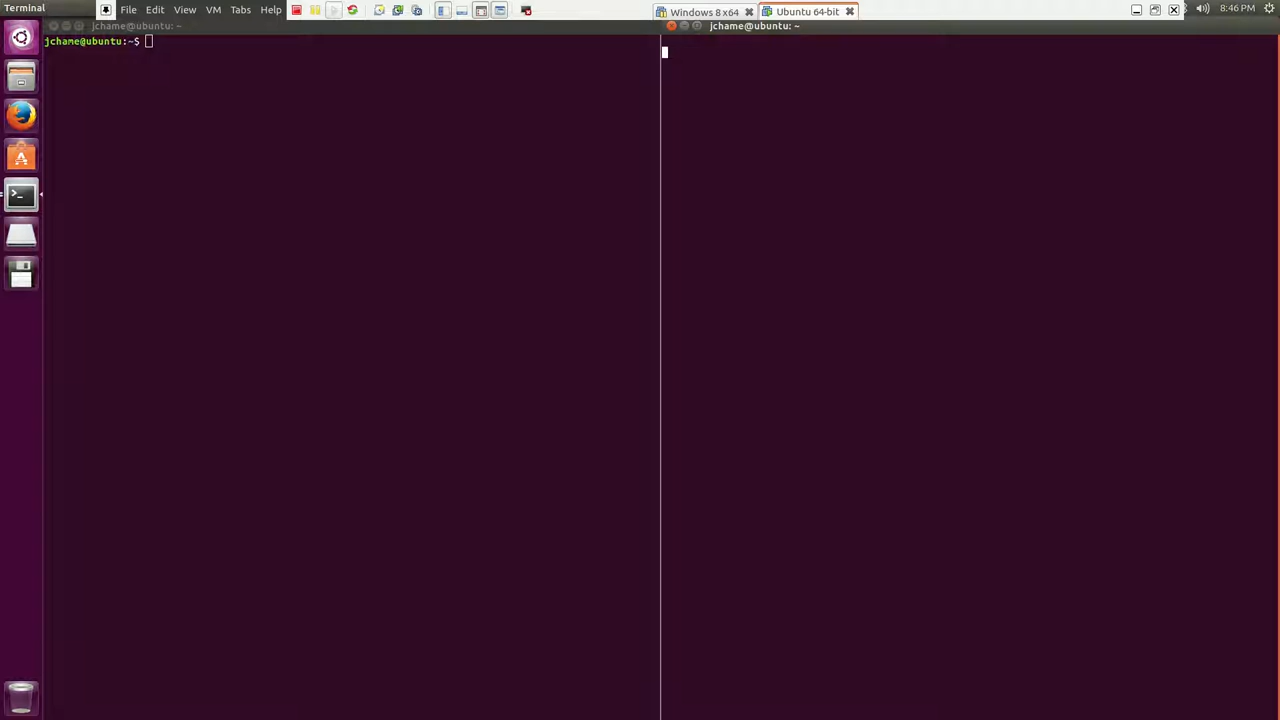 Terminal
File Edit View VM Tabs Help
Windows 8 x64
Ubuntu 64-bit
8:46 PM
jchame@ubuntu: ~
jchame@ubuntu: ~
jchame@ubuntu:~$